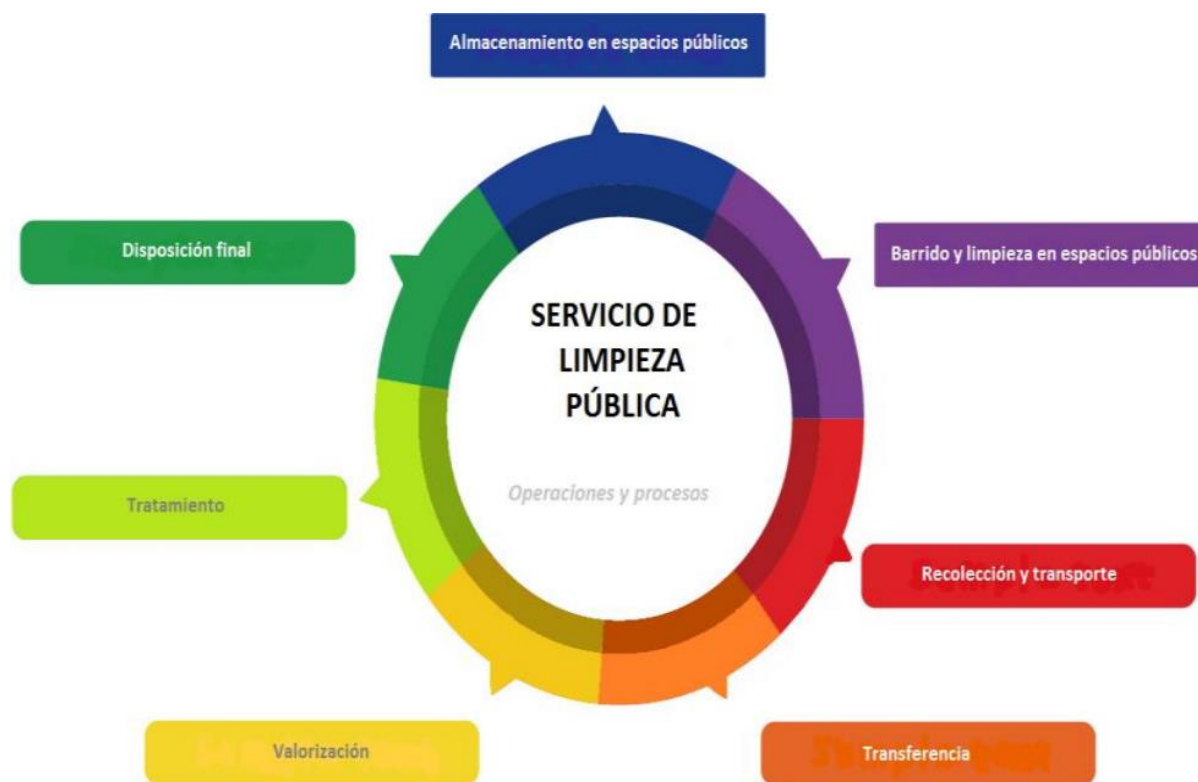 Almacenamiento en espacios públicos
Disposición final
Barrido y limpieza en espacios públicos
SERVICIO DE
LIMPIEZA
PÚBLICA
Operaciones y procesos
Tratamiento
Recolección y transporte
Valorización
Transferencia